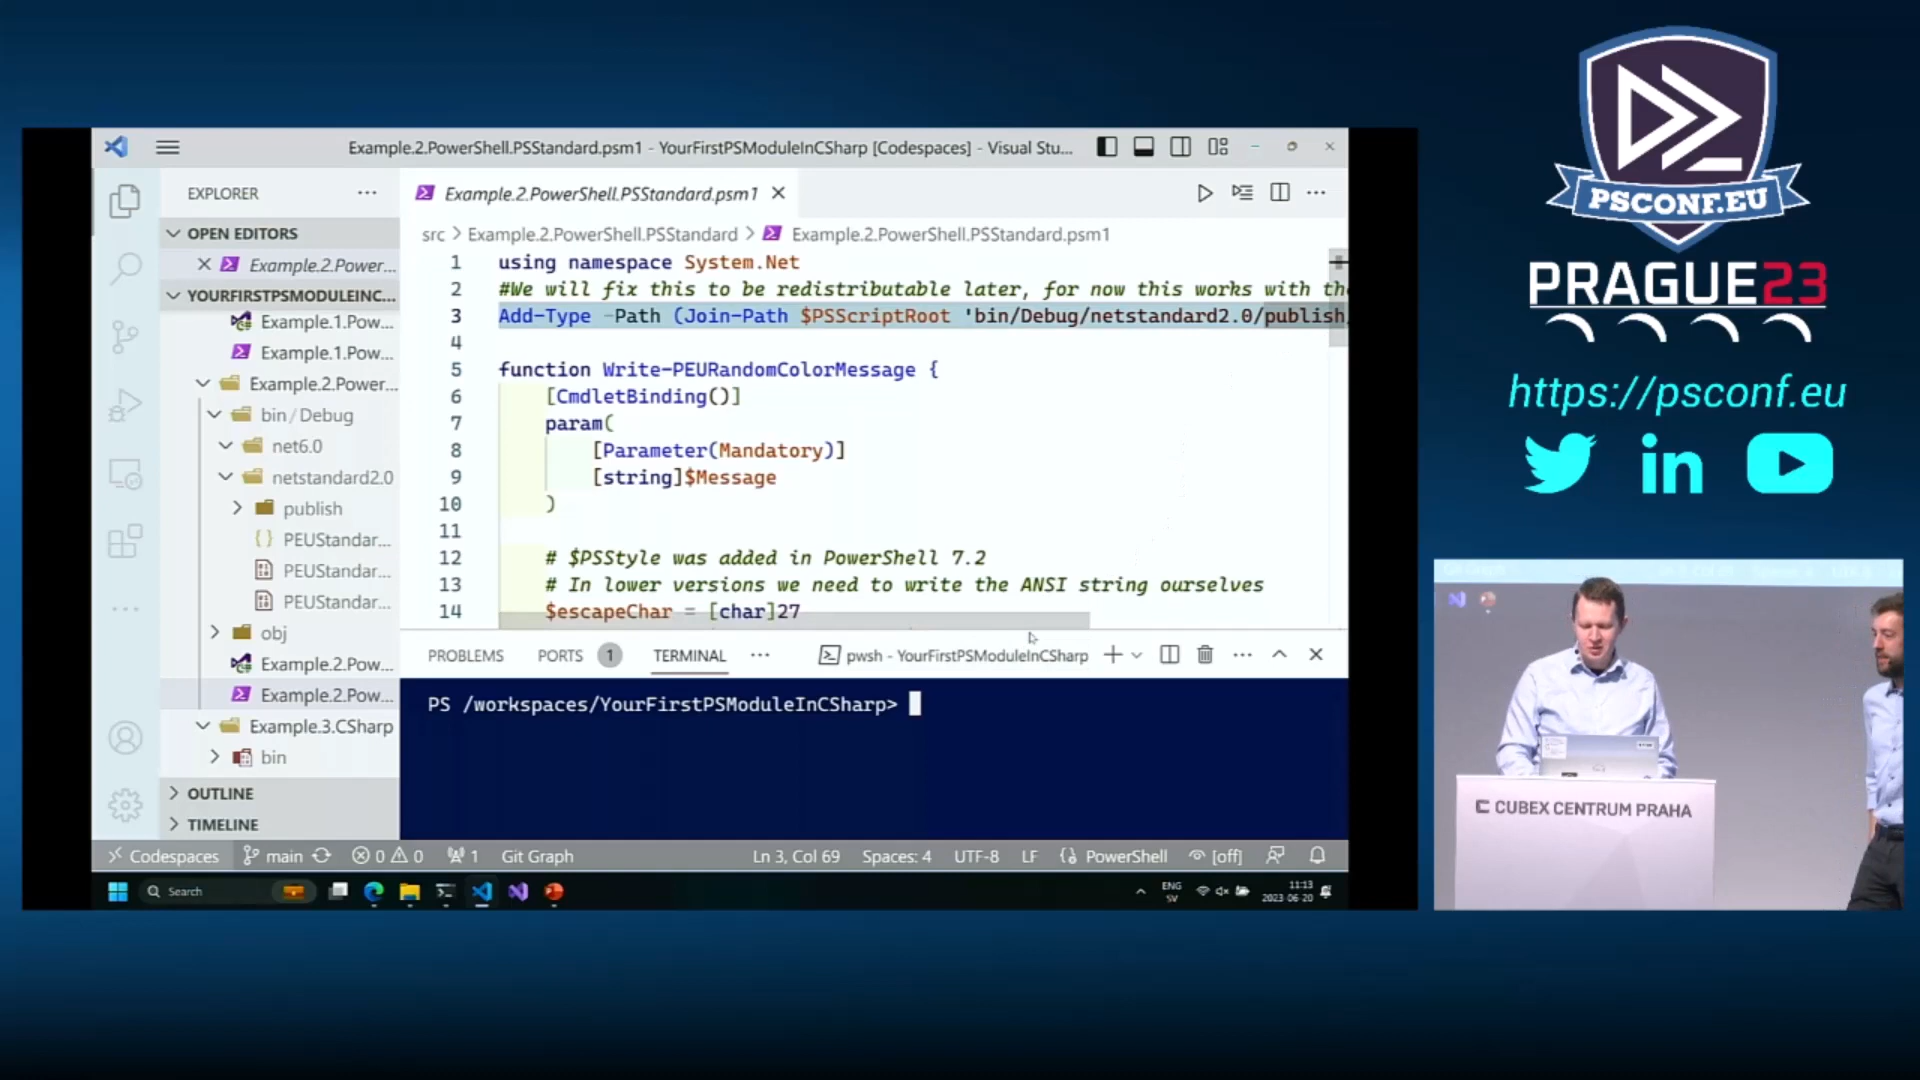 Example.2.PowerShell.PSStandard.psm1 - YourFirstPSModuleInCSharp [Codespaces] - Visual Stu...
EXPLORER
OPEN EDITORS
Example.2.Power...
YOURFIRSTPSMODULEINC...
Example.1.Pow...
Example.1.Pow...
Example.2.Power...
bin/Debug
net6.0
netstandard2.0
publish
PEUStandar...
PEUStandar...
PEUStandar...
obj
Example.2.Pow...
Example.2.Pow...
Example.3.CSharp
bin
OUTLINE
TIMELINE
Example.2.PowerShell.PSStandard.psm1
src > Example.2.PowerShell.PSStandard > Example.2.PowerShell.PSStandard.psm1
1 using namespace System.Net
2 #We will fix this to be redistributable later, for now this works with the
3 Add-Type -Path (Join-Path $PSScriptRoot 'bin/Debug/netstandard2.0/publish/
4
5 function Write-PEURandomColorMessage {
6 [CmdletBinding()]
7 param(
8 [Parameter(Mandatory)]
9 [string]$Message
10 )
11
12 # $PSStyle was added in PowerShell 7.2
13 # In lower versions we need to write the ANSI string ourselves
14 $escapeChar = [char]27
PROBLEMS PORTS 1 TERMINAL ... pwsh - YourFirstPSModuleInCSharp
PS /workspaces/YourFirstPSModuleInCSharp>
Codespaces main 0 0 1 Git Graph Ln 3, Col 69 Spaces: 4 UTF-8 LF PowerShell [off]
Search
ENG
SV
11:13
2023-06-20
PSCONF.EU
PRAGUE23
https://psconf.eu
in
CUBEX CENTRUM PRAHA